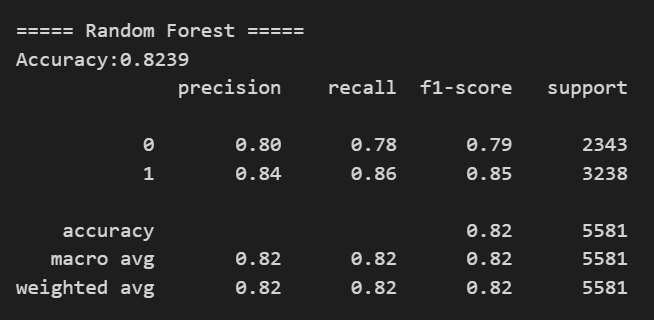 ===== Random Forest =====
Accuracy:0.8239
precision recall f1-score support
0 0.80 0.78 0.79 2343
1 0.84 0.86 0.85 3238
accuracy 0.82 5581
macro avg 0.82 0.82 0.82 5581
weighted avg 0.82 0.82 0.82 5581